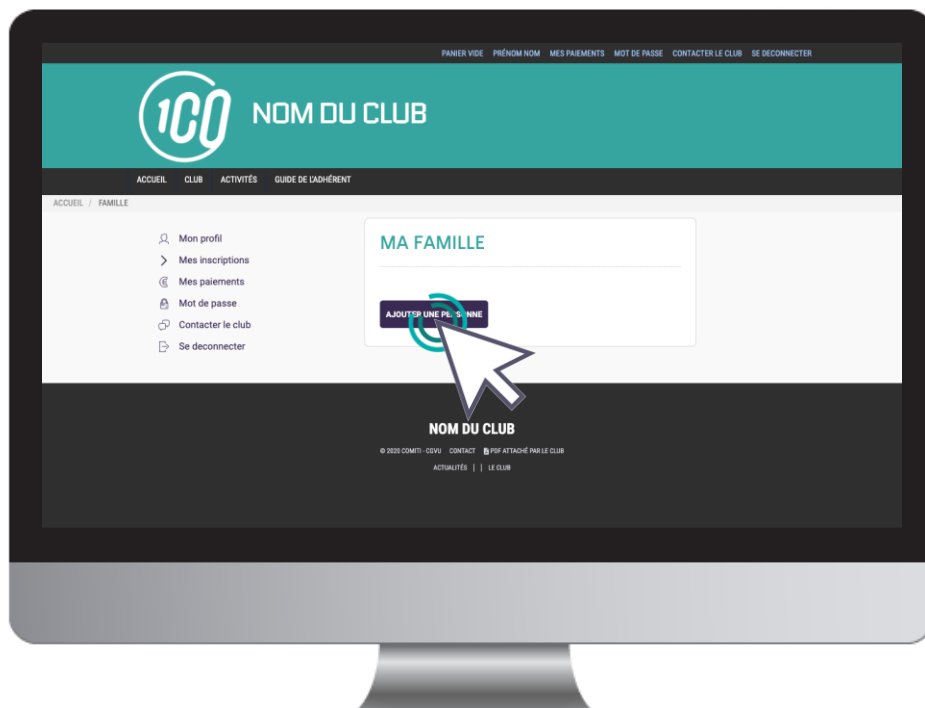 PANIER VIDE PRÉNOM NOM MES PAIEMENTS MOT DE PASSE CONTACTER LE CLUB SE DECONNECTER
100 NOM DU CLUB
ACCUEIL CLUB ACTIVITÉS GUIDE DE L'ADHÉRENT
ACCUEIL / FAMILLE
Mon profil
Mes inscriptions
Mes paiements
Mot de passe
Contacter le club
Se deconnecter
MA FAMILLE
AJOUTER UNE PERSONNE
NOM DU CLUB
© 2020 COMITI - CGVU CONTACT PDF ATTACHÉ PAR LE CLUB
ACTUALITÉS | | LE CLUB